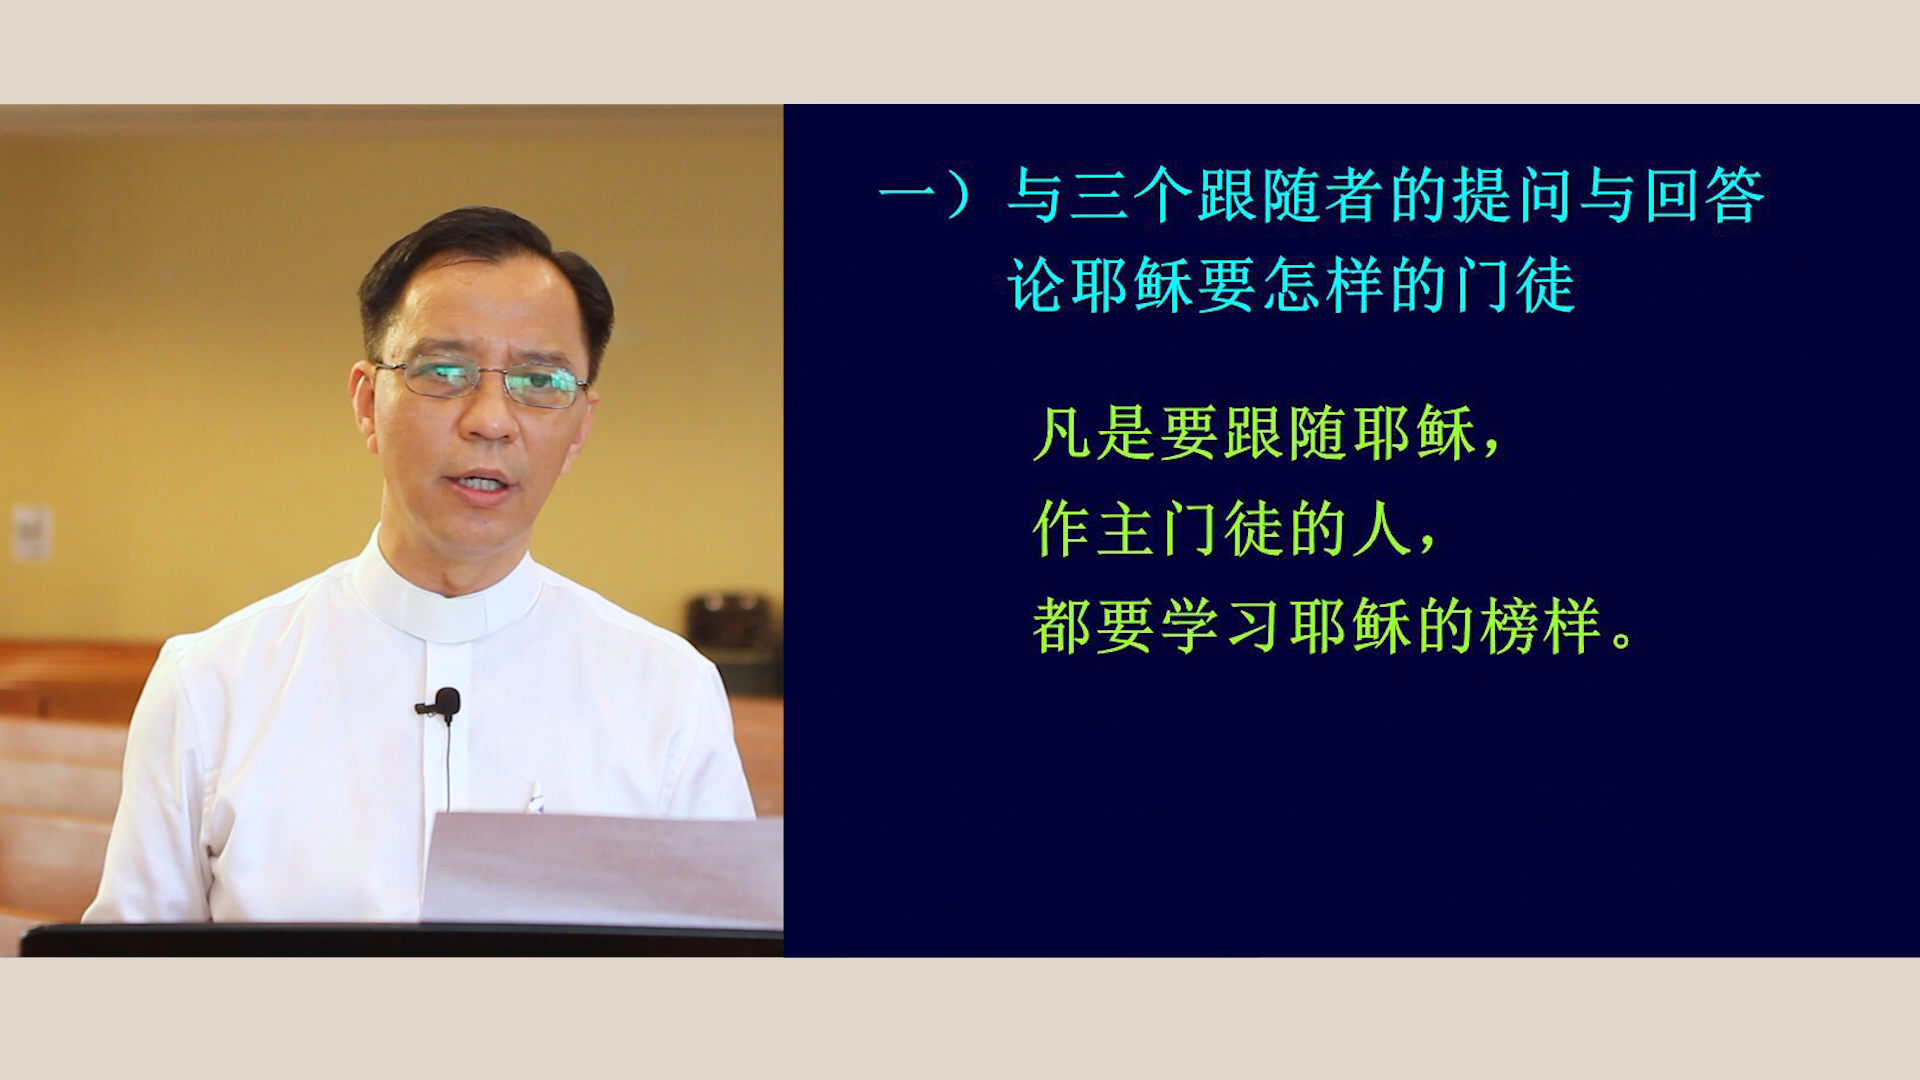 一）与三个跟随者的提问与回答
论耶稣要怎样的门徒
凡是要跟随耶稣，
作主门徒的人，
都要学习耶稣的榜样。